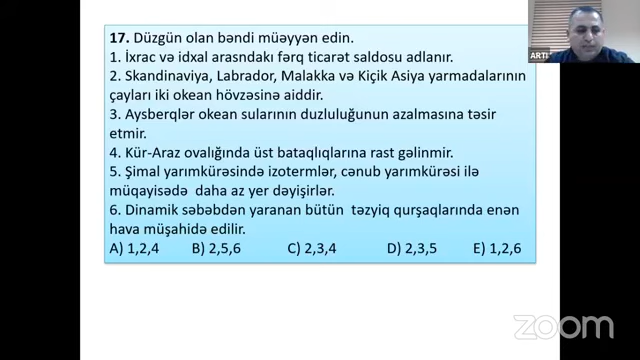 17. Düzgün olan bəndi müəyyən edin.
1. İxrac və idxal arasndakı fərq ticarət saldosu adlanır.
2. Skandinaviya, Labrador, Malakka və Kiçik Asiya yarmadalarının
çayları iki okean hövzəsinə aiddir.
3. Aysberqlər okean sularının duzluluğunun azalmasına təsir
etmir.
4. Kür-Araz ovalığında üst bataqlıqlarına rast gəlinmir.
5. Şimal yarımkürəsində izotermlər, cənub yarımkürəsi ilə
müqayisədə daha az yer dəyişirlər.
6. Dinamik səbəbdən yaranan bütün təzyiq qurşaqlarında enən
hava müşahidə edilir.
A) 1,2,4 B) 2,5,6 C) 2,3,4 D) 2,3,5 E) 1,2,6
zoom